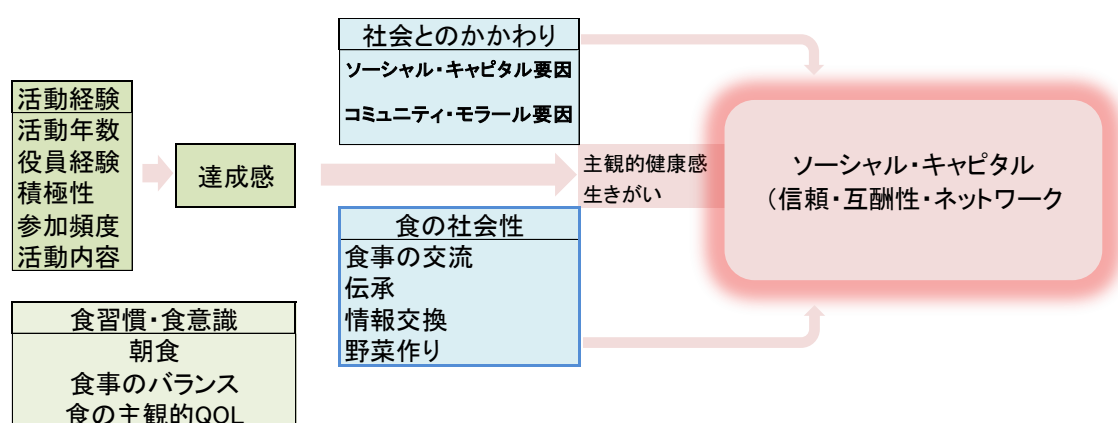 社会とのかかわり
ソーシャル・キャピタル要因
コミュニティ・モラール要因
活動経験
活動年数
役員経験
積極性
参加頻度
活動内容
達成感
主観的健康感
生きがい
ソーシャル・キャピタル
（信頼・互酬性・ネットワーク
食の社会性
食事の交流
伝承
情報交換
野菜作り
食習慣・食意識
朝食
食事のバランス
食の主観的QOL